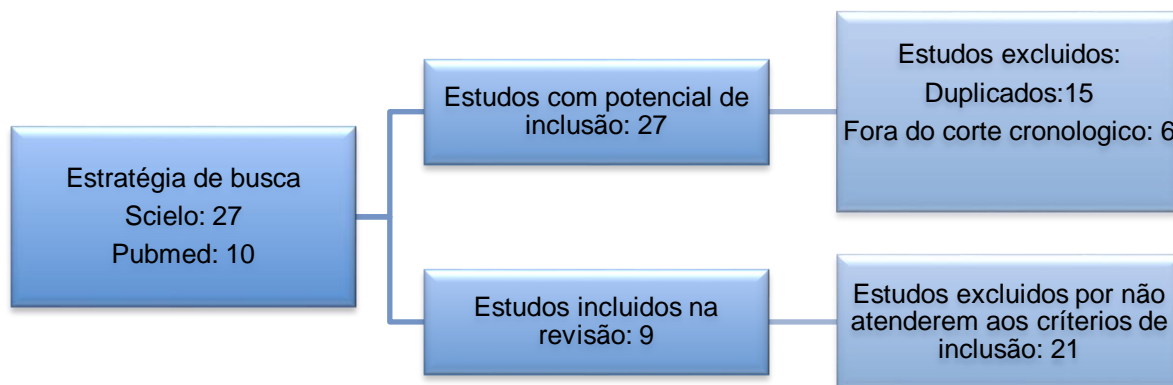 Estratégia de busca
Scielo: 27
Pubmed: 10
Estudos com potencial de
inclusão: 27
Estudos excluidos:
Duplicados:15
Fora do corte cronologico: 6
Estudos incluidos na
revisão: 9
Estudos excluidos por não
atenderem aos críterios de
inclusão: 21